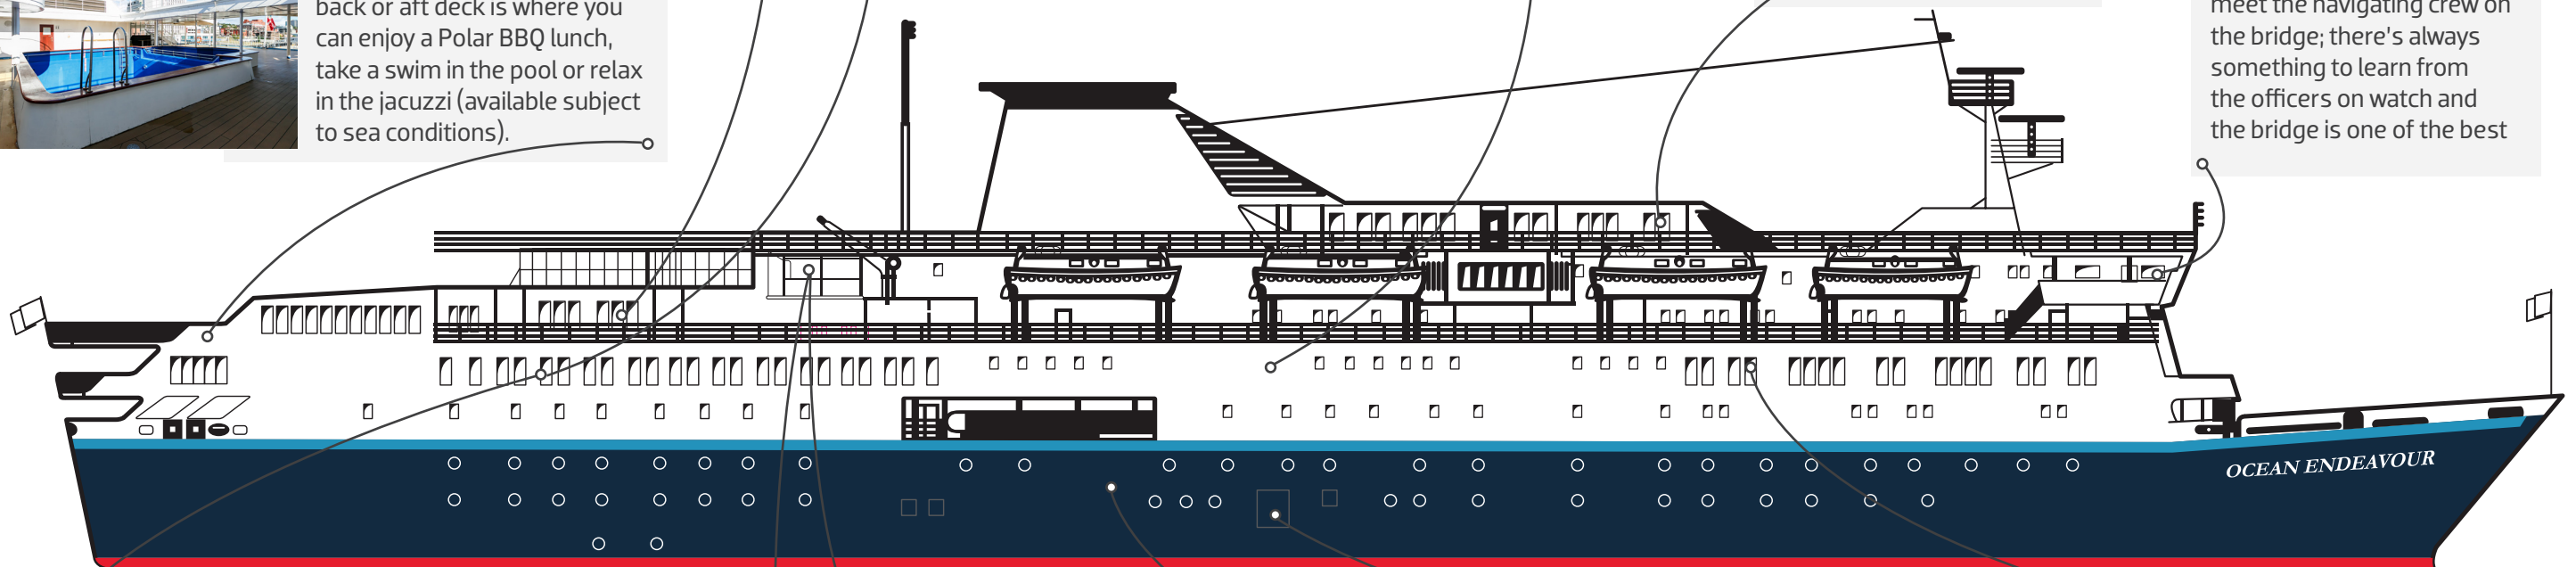 back or aft deck is where you
can enjoy a Polar BBQ lunch,
take a swim in the pool or relax
in the jacuzzi (available subject
to sea conditions).
meet the navigating crew on
the bridge; there's always
something to learn from
the officers on watch and
the bridge is one of the best
OCEAN ENDEAVOUR